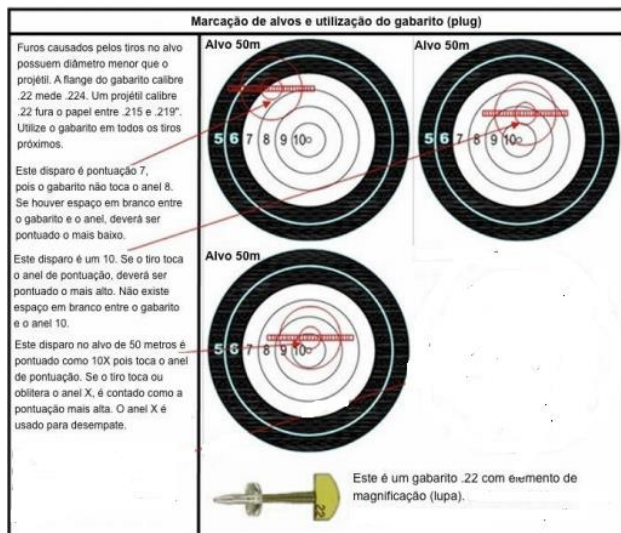 Marcação de alvos e utilização do gabarito (plug)
Furos causados pelos tiros no alvo
possuem diâmetro menor que o
projétil. A flange do gabarito calibre
.22 mede .224. Um projétil calibre
.22 fura o papel entre .215 e .219".
Utilize o gabarito em todos os tiros
próximos.
Este disparo é pontuação 7,
pois o gabarito não toca o anel 8.
Se houver espaço em branco entre
o gabarito e o anel, deverá ser
pontuado o mais baixo.
Este disparo é um 10. Se o tiro toca
o anel de pontuação, deverá ser
pontuado o mais alto. Não existe
espaço em branco entre o gabarito
e o anel 10.
Este disparo no alvo de 50 metros é
pontuado como 10X pois toca o anel
de pontuação. Se o tiro toca ou
oblitera o anel X, é contado como a
pontuação mais alta. O anel X é
usado para desempate.
Alvo 50m
5 6 7 8 9 10
Alvo 50m
5 6 7 8 9 10
Alvo 50m
5 6 7 8 9 10
22
Este é um gabarito .22 com elemento de
magnificação (lupa).